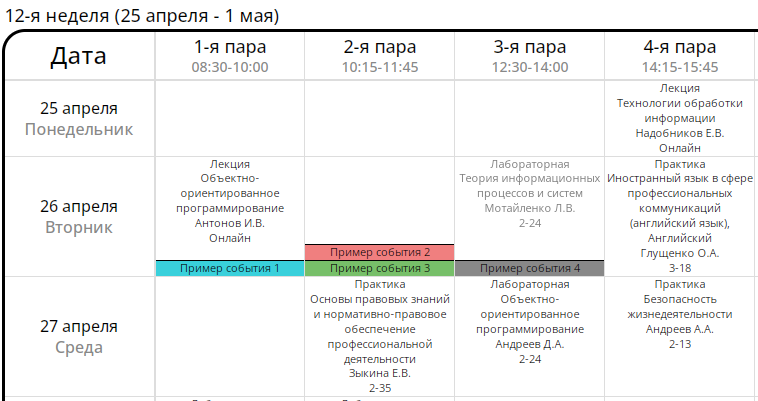 12-я неделя (25 апреля - 1 мая)
Дата
1-я пара
08:30-10:00
2-я пара
10:15-11:45
3-я пара
12:30-14:00
4-я пара
14:15-15:45
25 апреля
Понедельник
Лекция
Технологии обработки
информации
Надобников Е.В.
Онлайн
26 апреля
Вторник
Лекция
Объектно-
ориентированное
программирование
Антонов И.В.
Онлайн
Пример события 1
Пример события 2
Пример события 3
Лабораторная
Теория информационных
процессов и систем
Мотайленко Л.В.
2-24
Пример события 4
Практика
Иностранный язык в сфере
профессиональных
коммуникаций
(английский язык),
Английский
Глущенко О.А.
3-18
27 апреля
Среда
Практика
Основы правовых знаний
и нормативно-правовое
обеспечение
профессиональной
деятельности
Зыкина Е.В.
2-35
Лабораторная
Объектно-
ориентированное
программирование
Андреев Д.А.
2-24
Практика
Безопасность
жизнедеятельности
Андреев А.А.
2-13